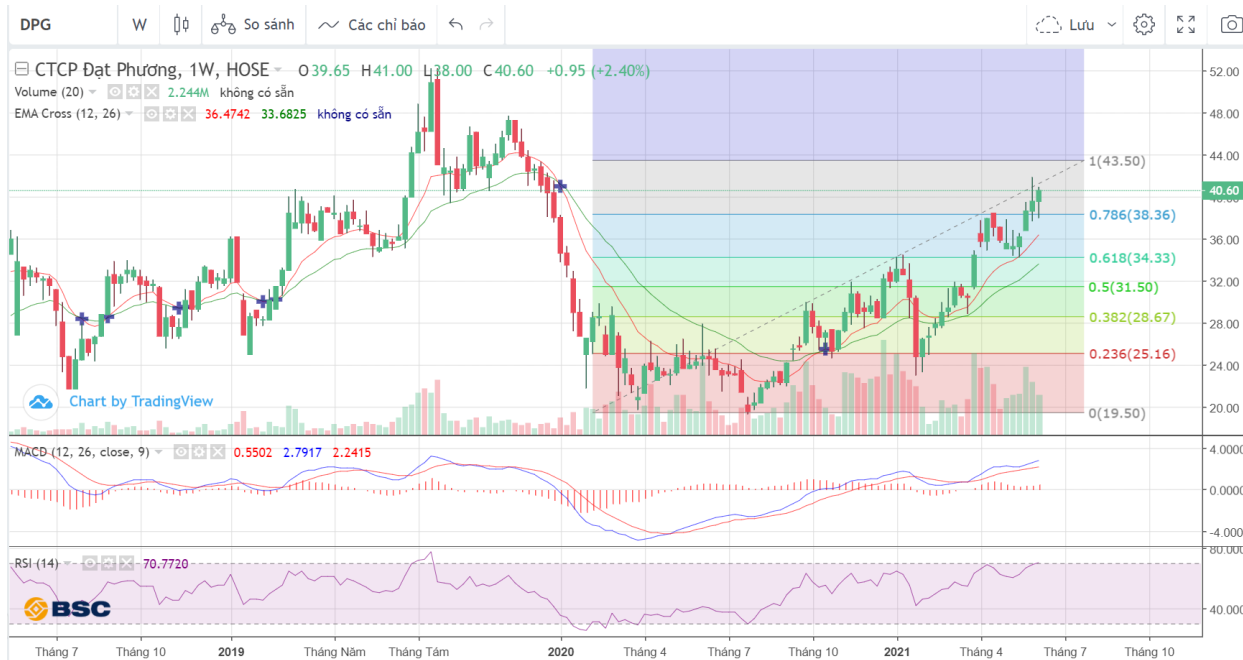 DPG W So sánh Các chỉ báo Lưu
CTCP Đạt Phương, 1W, HOSE O39.65 H41.00 L38.00 C40.60 +0.95 (+2.40%)
Volume (20) 2.244M không có sẵn
EMA Cross (12, 26) 36.4742 33.6825 không có sẵn
52.00
48.00
44.00
1(43.50)
40.60
40.00
0.786(38.36)
36.00
0.618(34.33)
32.00
0.5(31.50)
0.382(28.67)
28.00
0.236(25.16)
24.00
Chart by TradingView
20.00
0(19.50)
MACD (12, 26, close, 9) 0.5502 2.7917 2.2415
4.0000
0.0000
-4.0000
80.0000
RSI (14) 70.7720
BSC
40.0000
Tháng 7 Tháng 10 2019 Tháng Năm Tháng Tám 2020 Tháng 4 Tháng 7 Tháng 10 2021 Tháng 4 Tháng 7 Tháng 10